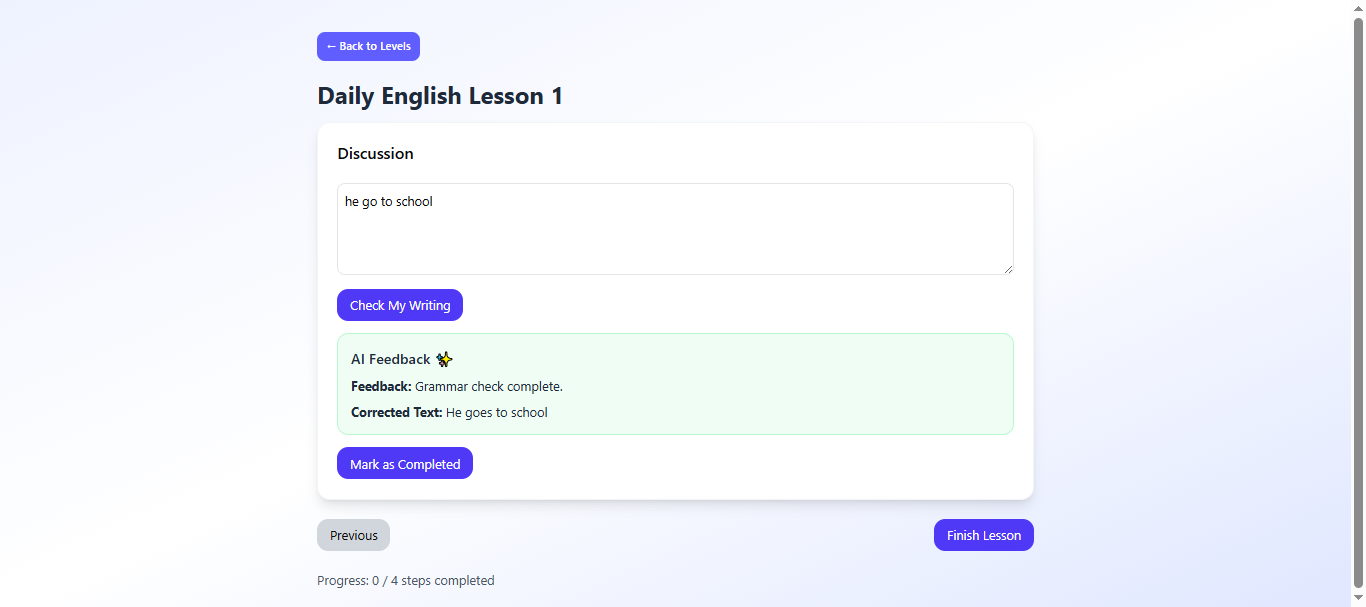 ← Back to Levels
Daily English Lesson 1
Discussion
he go to school
Check My Writing
AI Feedback ✨
Feedback: Grammar check complete.
Corrected Text: He goes to school
Mark as Completed
Previous
Finish Lesson
Progress: 0 / 4 steps completed